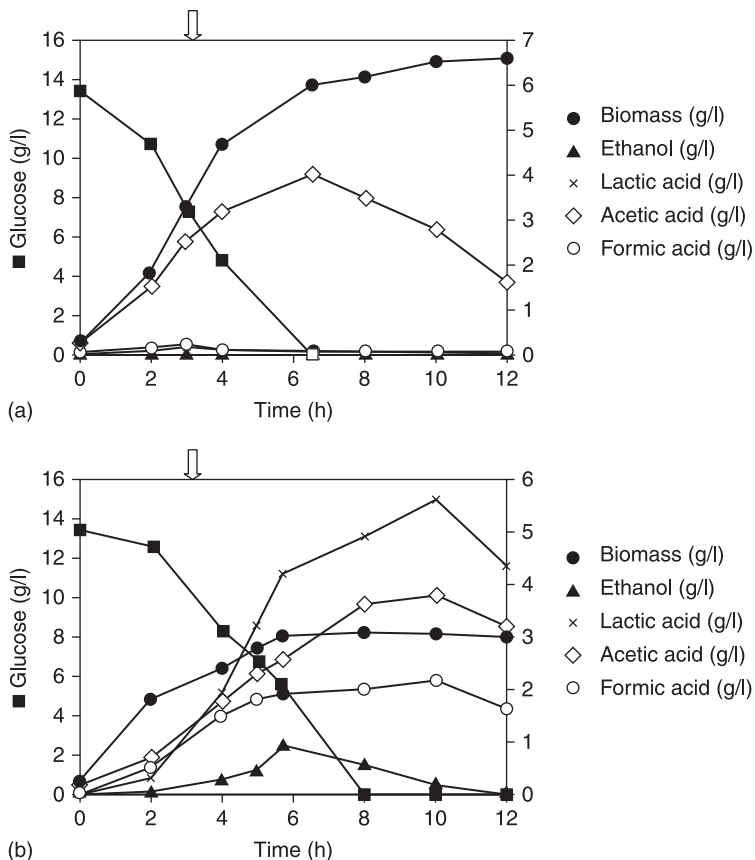 16
14
12
10
8
6
4
2
0
■ Glucose (g/l)
7
6
5
4
3
2
1
0
0 2 4 6 8 10 12
Time (h)
(a)
Biomass (g/l)
Ethanol (g/l)
Lactic acid (g/l)
Acetic acid (g/l)
Formic acid (g/l)
16
14
12
10
8
6
4
2
0
■ Glucose (g/l)
6
5
4
3
2
1
0
0 2 4 6 8 10 12
Time (h)
(b)
Biomass (g/l)
Ethanol (g/l)
Lactic acid (g/l)
Acetic acid (g/l)
Formic acid (g/l)